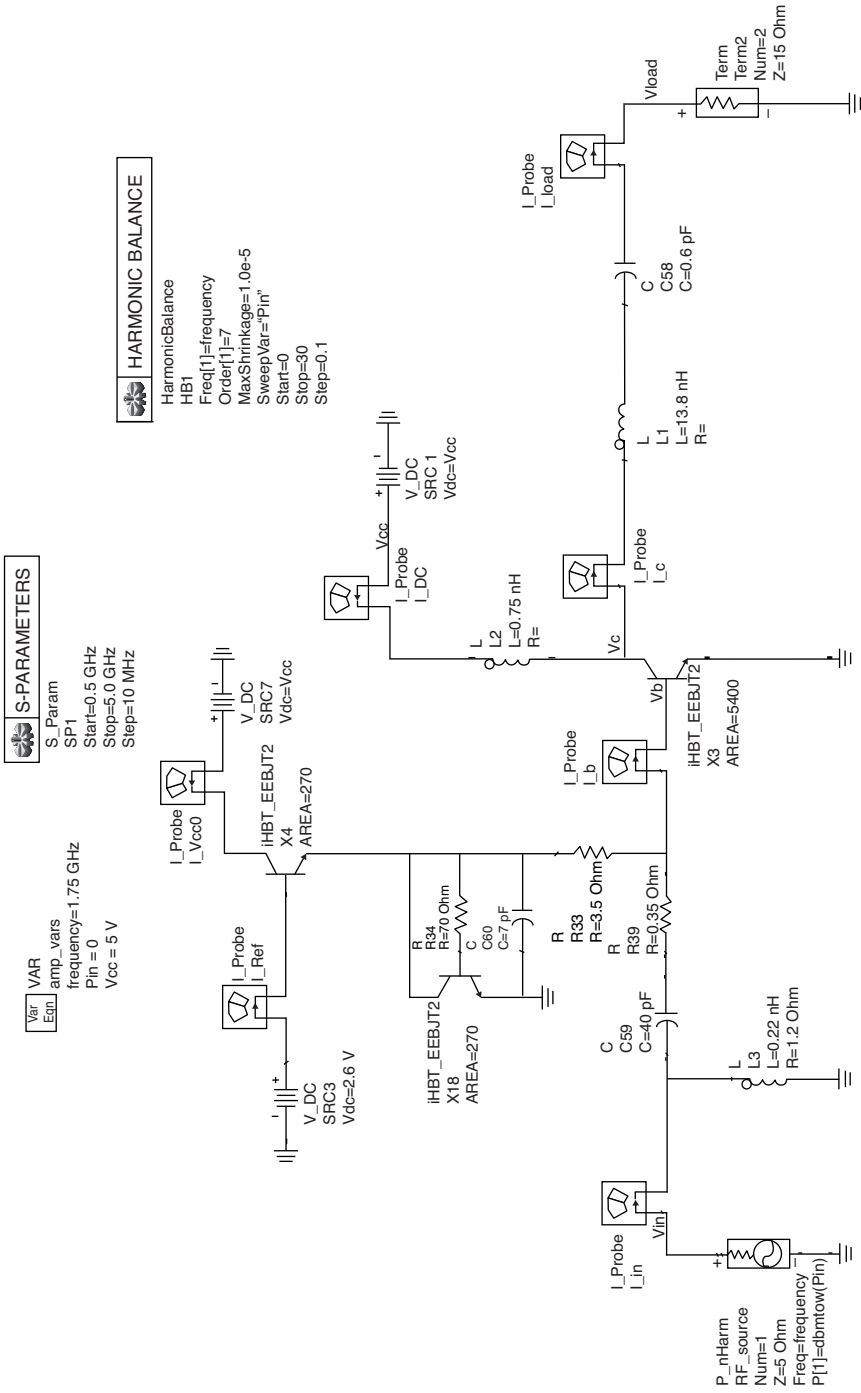 Var
Eqn
VAR
amp_vars
frequency=1.75 GHz
Pin = 0
Vcc = 5 V
S-PARAMETERS
S_Param
SP1
Start=0.5 GHz
Stop=5.0 GHz
Step=10 MHz
HARMONIC BALANCE
HarmonicBalance
HB1
Freq[1]=frequency
Order[1]=7
MaxShrinkage=1.0e-5
SweepVar="Pin"
Start=0
Stop=30
Step=0.1
I_Probe
I_Vcc0
+
-
V_DC
SRC7
Vdc=Vcc
iHBT_EEBJT2
X4
AREA=270
I_Probe
I_Ref
-
+
V_DC
SRC3
Vdc=2.6 V
R
R34
R=70 Ohm
C
C60
C=7 pF
iHBT_EEBJT2
X18
AREA=270
R
R33
R=3.5 Ohm
R
R39
R=0.35 Ohm
C
C59
C=40 pF
L
L3
L=0.22 nH
R=1.2 Ohm
I_Probe
I_in
Vin
+
-
P_nHarm
RF_source
Num=1
Z=5 Ohm
Freq=frequency
P[1]=dbmtow(Pin)
I_Probe
I_b
Vb
iHBT_EEBJT2
X3
AREA=5400
Vc
L
L2
L=0.75 nH
R=
I_Probe
I_DC
Vcc
+
-
V_DC
SRC 1
Vdc=Vcc
I_Probe
I_c
L
L1
L=13.8 nH
R=
C
C58
C=0.6 pF
I_Probe
I_load
Vload
+
-
Term
Term2
Num=2
Z=15 Ohm